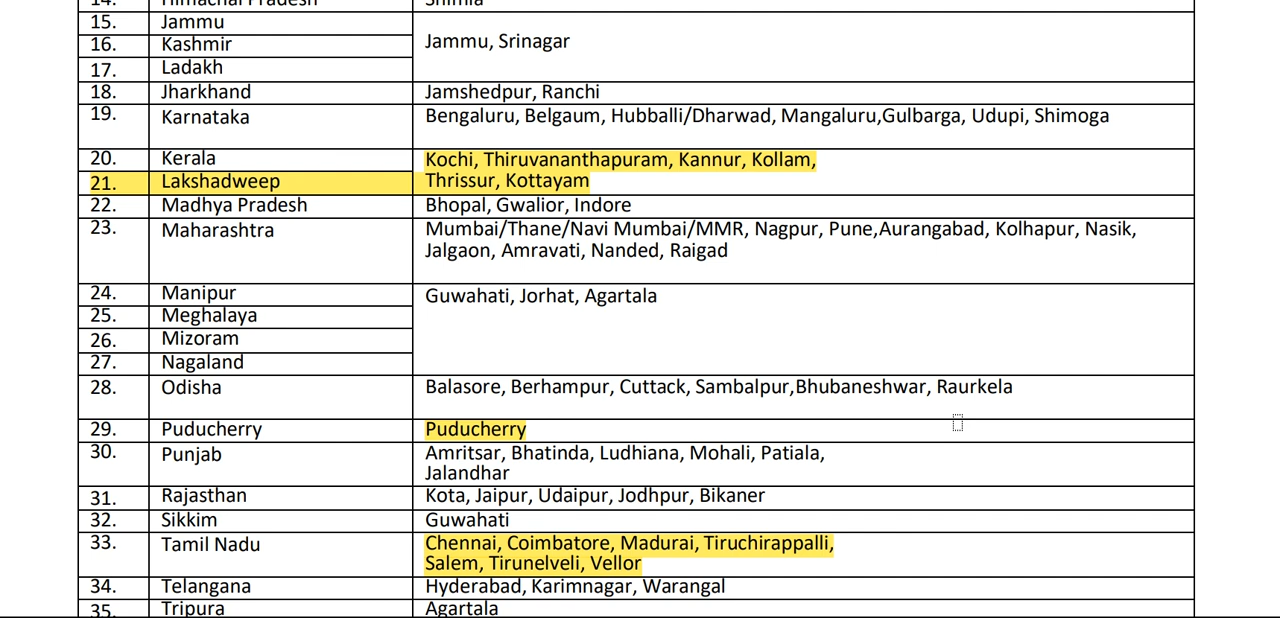 14. Himachal Pradesh Shimla
15. Jammu
Jammu, Srinagar
16. Kashmir
17. Ladakh
18. Jharkhand Jamshedpur, Ranchi
19. Karnataka Bengaluru, Belgaum, Hubballi/Dharwad, Mangaluru,Gulbarga, Udupi, Shimoga
20. Kerala Kochi, Thiruvananthapuram, Kannur, Kollam,
21. Lakshadweep Thrissur, Kottayam
22. Madhya Pradesh Bhopal, Gwalior, Indore
23. Maharashtra Mumbai/Thane/Navi Mumbai/MMR, Nagpur, Pune,Aurangabad, Kolhapur, Nasik,
Jalgaon, Amravati, Nanded, Raigad
24. Manipur Guwahati, Jorhat, Agartala
25. Meghalaya
26. Mizoram
27. Nagaland
28. Odisha Balasore, Berhampur, Cuttack, Sambalpur,Bhubaneshwar, Raurkela
29. Puducherry Puducherry
30. Punjab Amritsar, Bhatinda, Ludhiana, Mohali, Patiala,
Jalandhar
31. Rajasthan Kota, Jaipur, Udaipur, Jodhpur, Bikaner
32. Sikkim Guwahati
33. Tamil Nadu Chennai, Coimbatore, Madurai, Tiruchirappalli,
Salem, Tirunelveli, Vellor
34. Telangana Hyderabad, Karimnagar, Warangal
35. Tripura Agartala